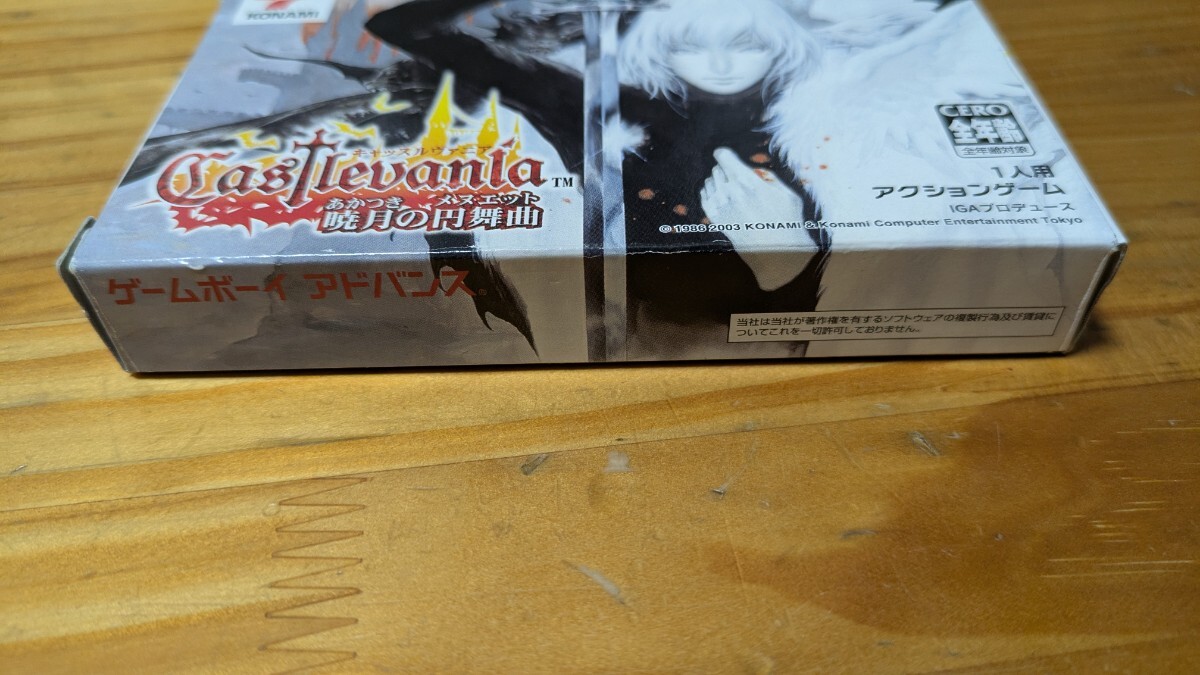 KONAMI
キャッスルヴァニア
Castlevania™
あかつき メヌエット
暁月の円舞曲
CERO
全年齢
全年齢対象
1人用
アクションゲーム
IGAプロデュース
© 1986 2003 KONAMI & Konami Computer Entertainment Tokyo
ゲームボーイ アドバンス®
当社は当社が著作権を有するソフトウェアの複製行為及び賃貸に
ついてこれを一切許可しておりません。